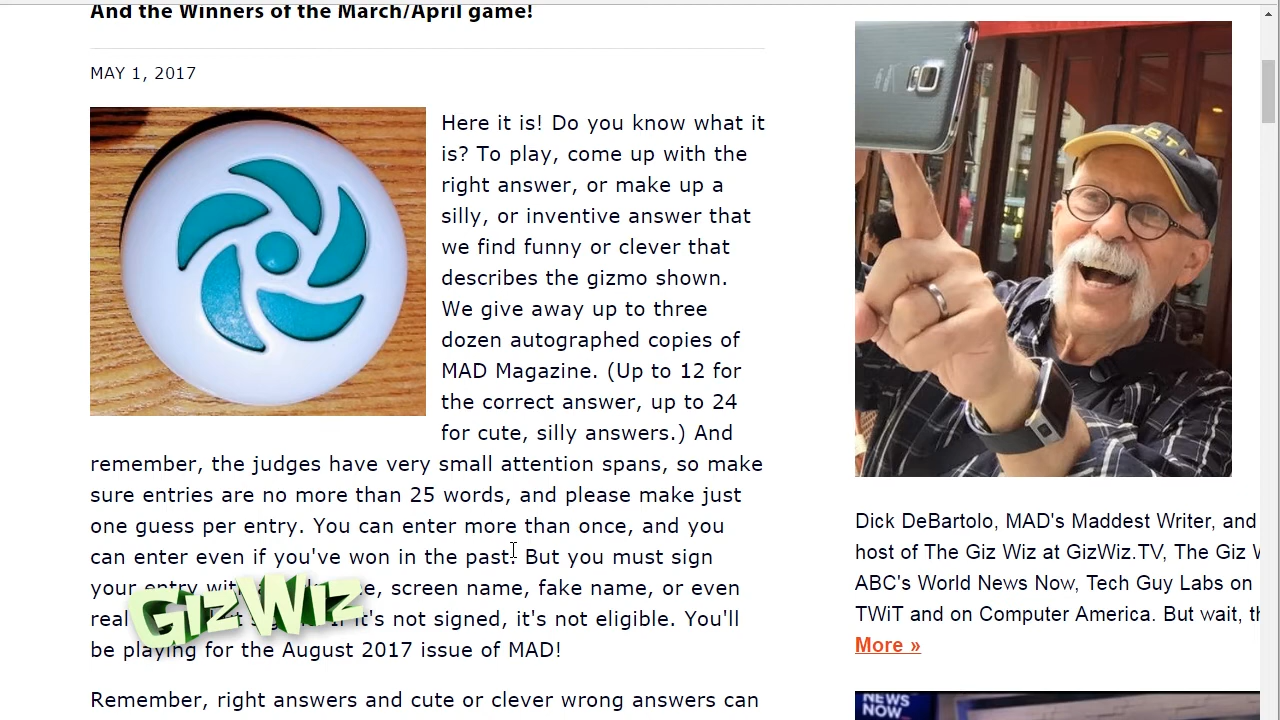 And the Winners of the March/April game!
MAY 1, 2017
Here it is! Do you know what it
is? To play, come up with the
right answer, or make up a
silly, or inventive answer that
we find funny or clever that
describes the gizmo shown.
We give away up to three
dozen autographed copies of
MAD Magazine. (Up to 12 for
the correct answer, up to 24
for cute, silly answers.) And
remember, the judges have very small attention spans, so make
sure entries are no more than 25 words, and please make just
one guess per entry. You can enter more than once, and you
can enter even if you've won in the past. But you must sign
your entry with screen name, fake name, or even
real it's not signed, it's not eligible. You'll
be playing for the August 2017 issue of MAD!
Remember, right answers and cute or clever wrong answers can
GizWiz
Dick DeBartolo, MAD's Maddest Writer, and
host of The Giz W at GizWiz.TV, The Giz W
ABC's World News Now, Tech Guy Labs on
TWiT and on Computer America. But wait, th
More »
NEWS
NOW